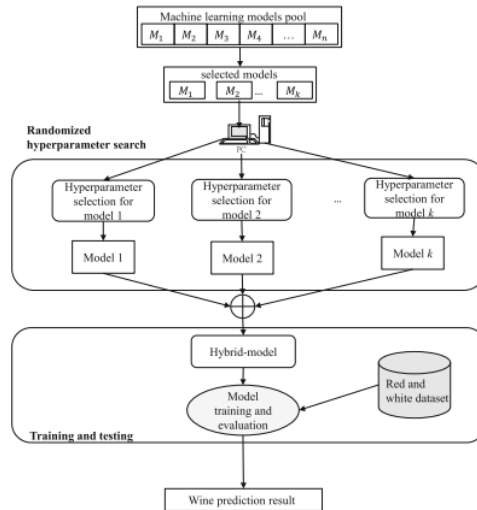 Machine learning models pool
M₁ M₂ M₃ M₄ ... Mₙ
selected models
M₁ M₂ ... Mₖ
Randomized
hyperparameter search
PC
Hyperparameter
selection for
model 1
Hyperparameter
selection for
model 2
...
Hyperparameter
selection for
model k
Model 1
Model 2
Model k
Hybrid-model
Model
training and
evaluation
Red and
white dataset
Training and testing
Wine prediction result